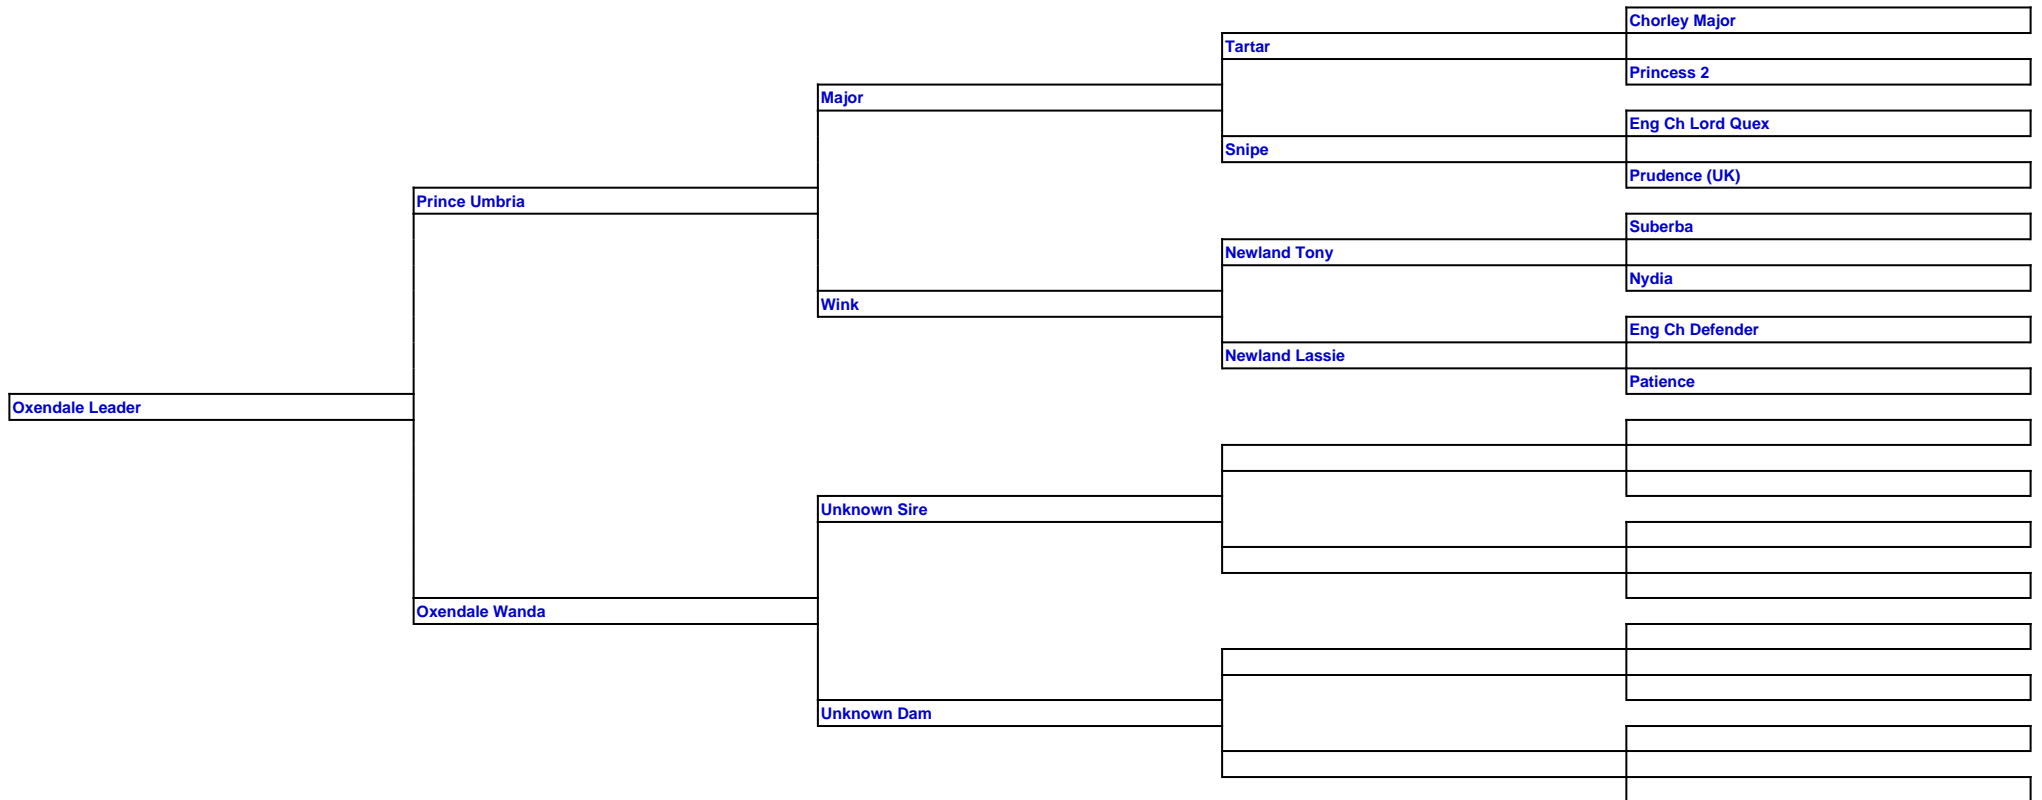 Chorley Major
Tartar
Princess 2
Major
Eng Ch Lord Quex
Snipe
Prudence (UK)
Prince Umbria
Suberba
Newland Tony
Nydia
Wink
Eng Ch Defender
Newland Lassie
Patience
Oxendale Leader
Unknown Sire
Oxendale Wanda
Unknown Dam